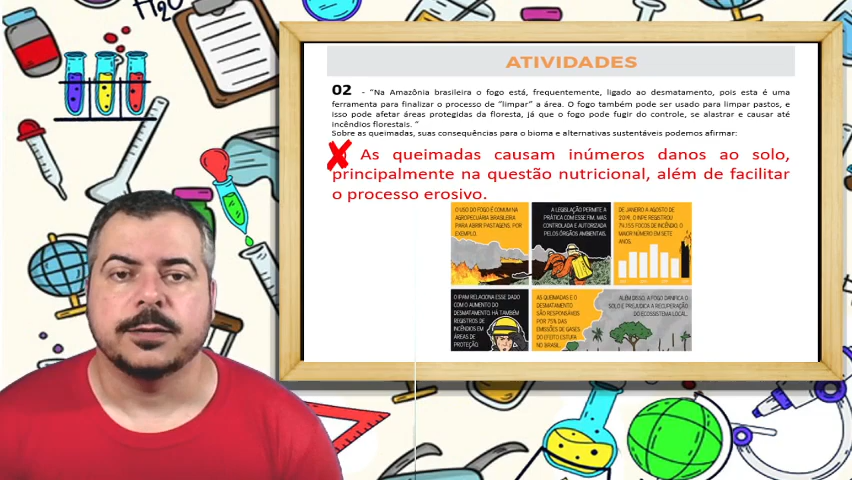 H2O
ATIVIDADES
02 - “Na Amazônia brasileira o fogo está, frequentemente, ligado ao desmatamento, pois esta é uma
ferramenta para finalizar o processo de “limpar” a área. O fogo também pode ser usado para limpar pastos, e
isso pode afetar áreas protegidas da floresta, já que o fogo pode fugir do controle, se alastrar e causar até
incêndios florestais. “
Sobre as queimadas, suas consequências para o bioma e alternativas sustentáveis podemos afirmar:
As queimadas causam inúmeros danos ao solo,
principalmente na questão nutricional, além de facilitar
o processo erosivo.
O USO DO FOGO É COMUM NA
AGROPECUÁRIA BRASILEIRA
PARA ABRIR PASTAGENS, POR
EXEMPLO.
A LEGISLAÇÃO PERMITE A
PRÁTICA COM ESSE FIM, MAS
CONTROLADA E AUTORIZADA
PELOS ÓRGÃOS AMBIENTAIS.
DE JANEIRO A AGOSTO DE
2019, O INPE REGISTROU
74.155 FOCOS DE INCÊNDIO, O
MAIOR NÚMERO EM SETE
ANOS.
O IPAM RELACIONA ESSE DADO
COM O AUMENTO DO
DESMATAMENTO. HÁ TAMBÉM
REGISTROS DE
INCÊNDIOS EM
ÁREAS DE
PROTEÇÃO.
AS QUEIMADAS E O
DESMATAMENTO
SÃO RESPONSÁVEIS
POR 75% DAS
EMISSÕES DE GASES
DO EFEITO ESTUFA
NO BRASIL.
ALÉM DISSO, A FOGO DANIFICA O
SOLO E PREJUDICA A RECUPERAÇÃO
DO ECOSSISTEMA LOCAL.